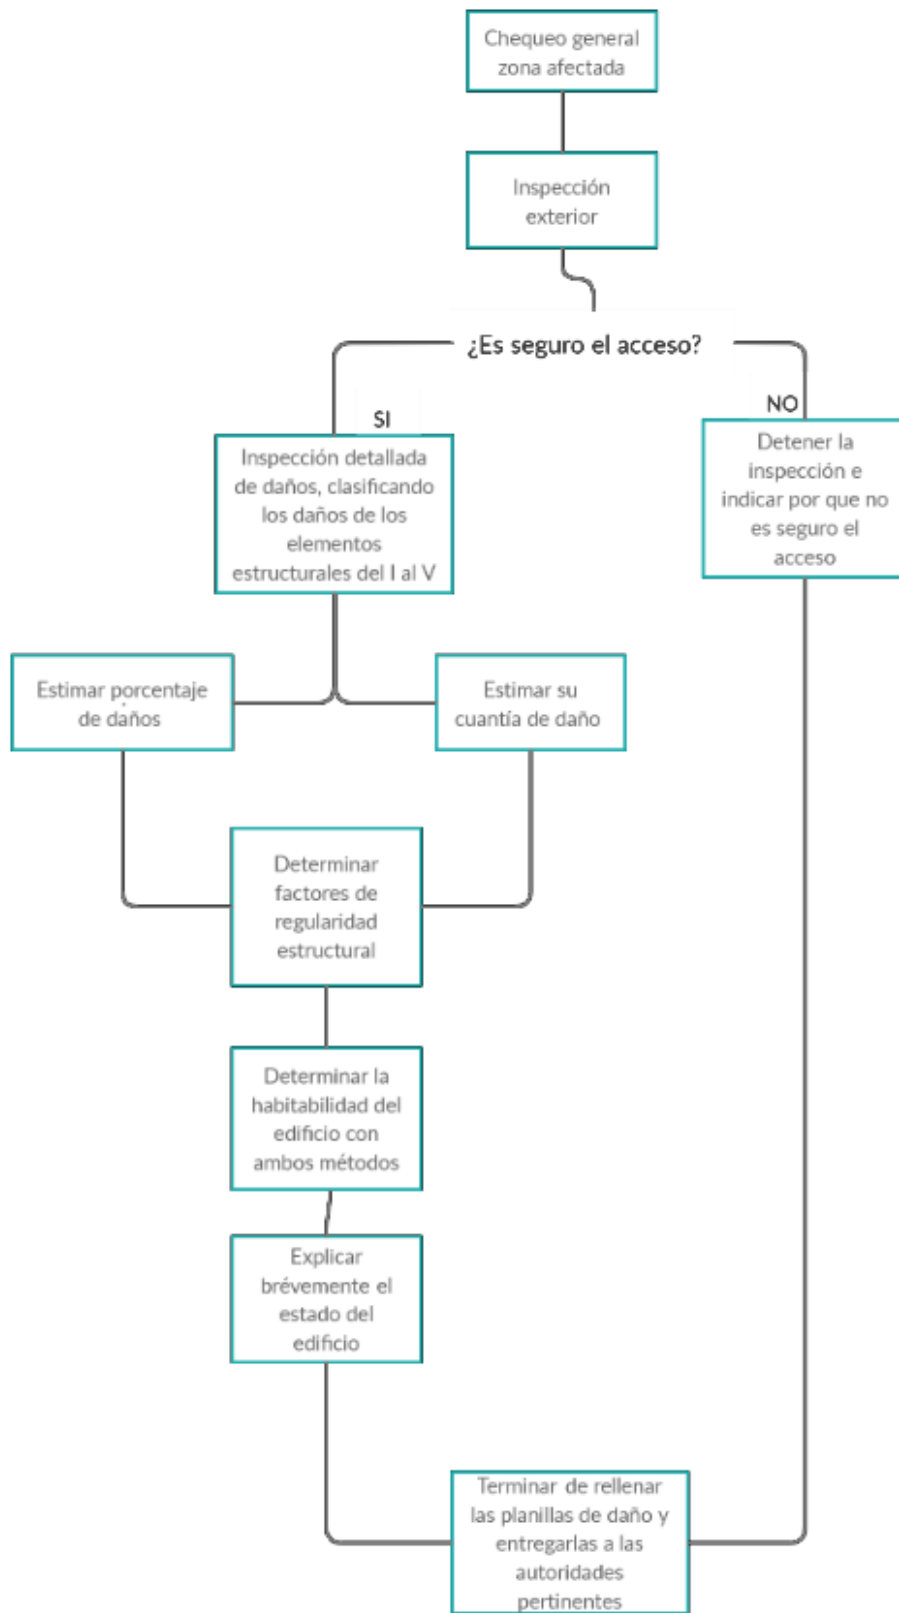 Chequeo general
zona afectada
Inspección
exterior
¿Es seguro el acceso?
SI
NO
Inspección detallada
de daños, clasificando
los daños de los
elementos
estructurales del I al V
Detener la
inspección e
indicar por que no
es seguro el
acceso
Estimar porcentaje
de daños
Estimar su
cuantía de daño
Determinar
factores de
regularidad
estructural
Determinar la
habitabilidad del
edificio con
ambos métodos
Explicar
brévemente el
estado del
edificio
Terminar de rellenar
las planillas de daño y
entregarlas a las
autoridades
pertinentes